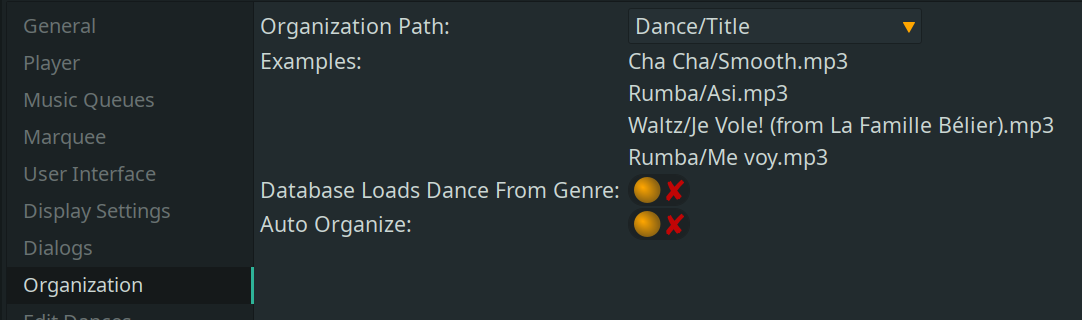 General
Player
Music Queues
Marquee
User Interface
Display Settings
Dialogs
Organization
Edit Dances
Organization Path: Dance/Title
Examples: Cha Cha/Smooth.mp3
Rumba/Asi.mp3
Waltz/Je Vole! (from La Famille Bélier).mp3
Rumba/Me voy.mp3
Database Loads Dance From Genre:
Auto Organize: